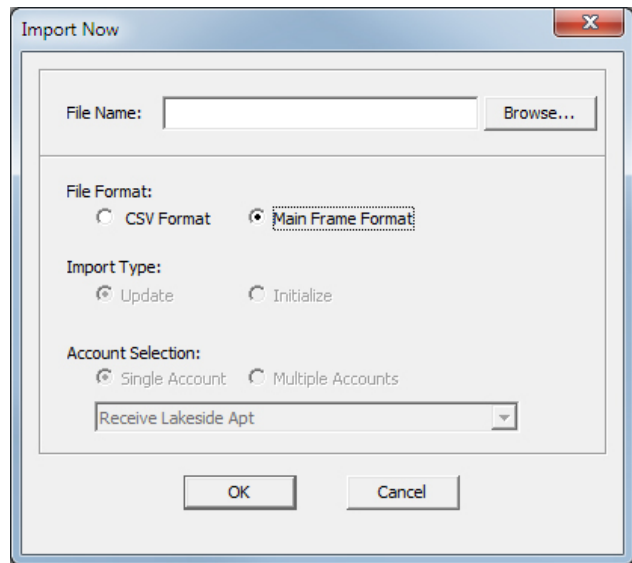 Import Now
File Name: Browse...
File Format:
CSV Format Main Frame Format
Import Type:
Update Initialize
Account Selection:
Single Account Multiple Accounts
Receive Lakeside Apt
OK Cancel